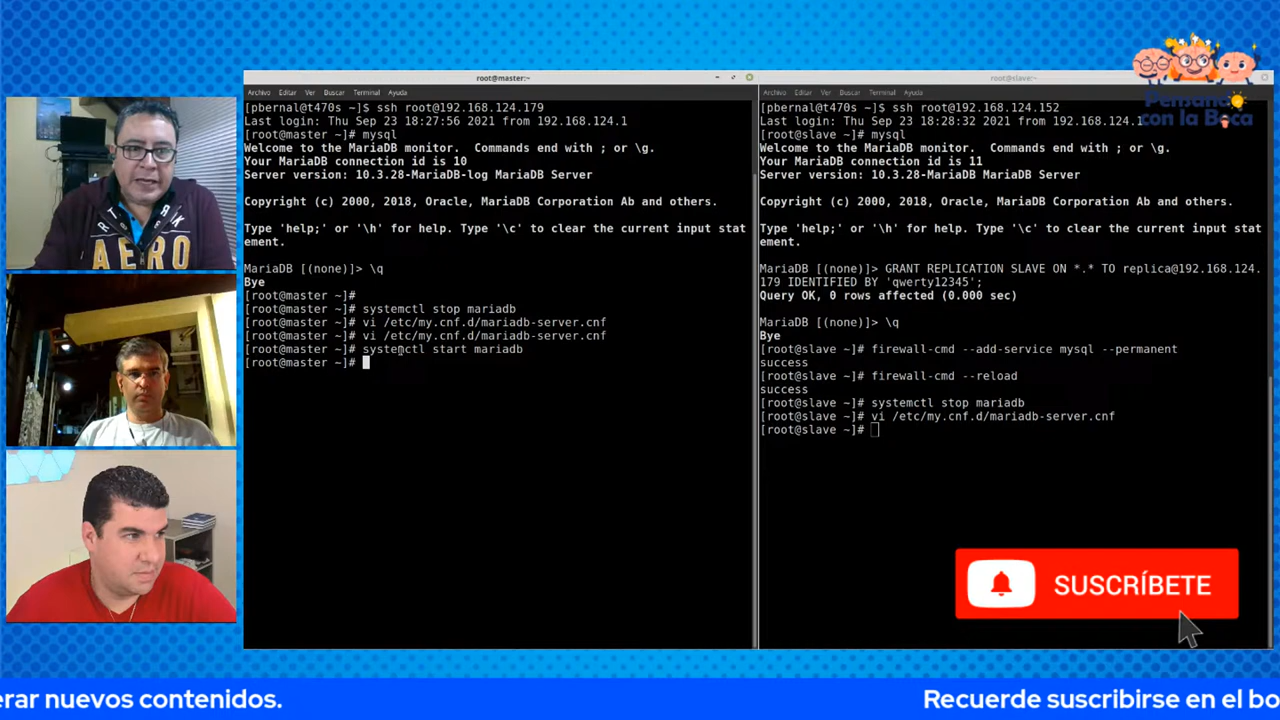 root@master:~
Archivo Editar Ver Buscar Terminal Ayuda
[pbernal@t470s ~]$ ssh root@192.168.124.179
Last login: Thu Sep 23 18:27:56 2021 from 192.168.124.1
[root@master ~]# mysql
Welcome to the MariaDB monitor.  Commands end with ; or \g.
Your MariaDB connection id is 10
Server version: 10.3.28-MariaDB-log MariaDB Server
Copyright (c) 2000, 2018, Oracle, MariaDB Corporation Ab and others.
Type 'help;' or '\h' for help. Type '\c' to clear the current input stat
ement.
MariaDB [(none)]> \q
Bye
[root@master ~]#
[root@master ~]# systemctl stop mariadb
[root@master ~]# vi /etc/my.cnf.d/mariadb-server.cnf
[root@master ~]# vi /etc/my.cnf.d/mariadb-server.cnf
[root@master ~]# systemctl start mariadb
[root@master ~]#
root@slave:~
Archivo Editar Ver Buscar Terminal Ayuda
[pbernal@t470s ~]$ ssh root@192.168.124.152
Last login: Thu Sep 23 18:28:32 2021 from 192.168.124.1
[root@slave ~]# mysql
Welcome to the MariaDB monitor.  Commands end with ; or \g.
Your MariaDB connection id is 11
Server version: 10.3.28-MariaDB MariaDB Server
Copyright (c) 2000, 2018, Oracle, MariaDB Corporation Ab and others.
Type 'help;' or '\h' for help. Type '\c' to clear the current input stat
ement.
MariaDB [(none)]> GRANT REPLICATION SLAVE ON *.* TO replica@192.168.124.
179 IDENTIFIED BY 'qwerty12345';
Query OK, 0 rows affected (0.000 sec)
MariaDB [(none)]> \q
Bye
[root@slave ~]# firewall-cmd --add-service mysql --permanent
success
[root@slave ~]# firewall-cmd --reload
success
[root@slave ~]# systemctl stop mariadb
[root@slave ~]# vi /etc/my.cnf.d/mariadb-server.cnf
[root@slave ~]#
Pensando
con la Boca
AERO
SUSCRÍBETE
erar nuevos contenidos.
Recuerde suscribirse en el bo